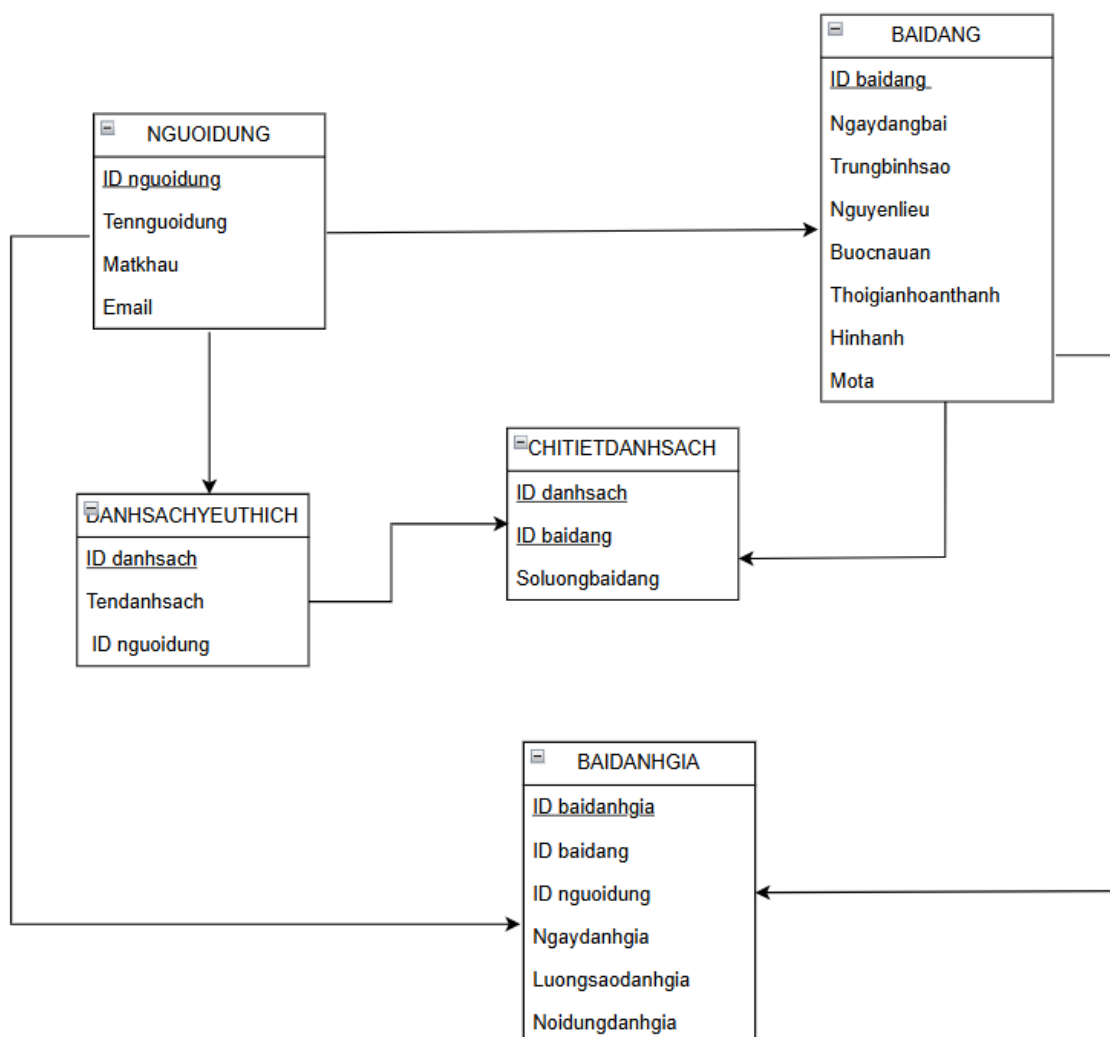 BAIDANG
ID baidang
Ngaydangbai
Trungbinhsao
Nguyenlieu
Buocnauan
Thoigianhoanthanh
Hinhanh
Mota
NGUOIDUNG
ID nguoidung
Tennguoidung
Matkhau
Email
CHITIETDANHSACH
ID danhsach
ID baidang
Soluongbaidang
DANHSACHYEUTHICH
ID danhsach
Tendanhsach
ID nguoidung
BAIDANHGIA
ID baidanhgia
ID baidang
ID nguoidung
Ngaydanhgia
Luongsaodanhgia
Noidungdanhgia